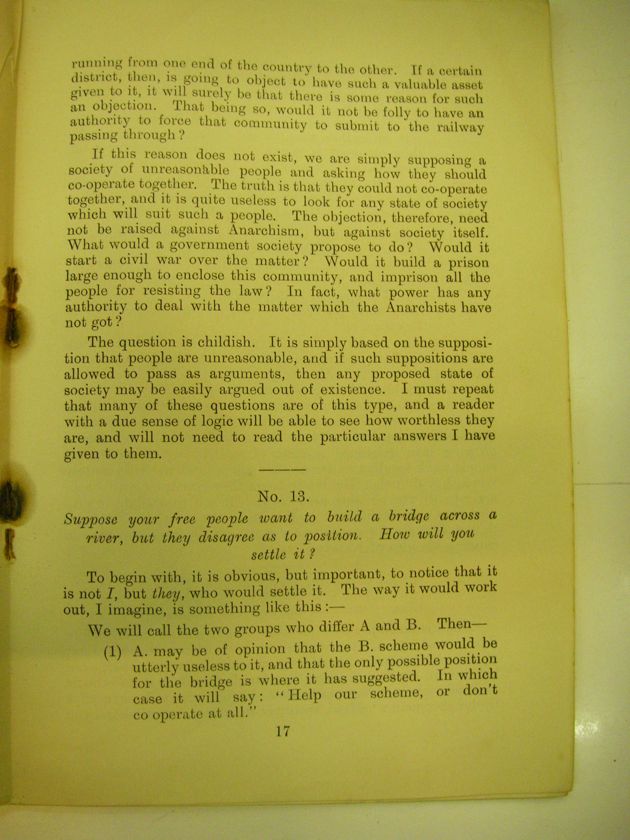 running from one end of the country to the other. If a certain
district, then, is going to object to have such a valuable asset
given to it, it will surely be that there is some reason for such
an objection. That being so, would it not be folly to have an
authority to force that community to submit to the railway
passing through?
If this reason does not exist, we are simply supposing a
society of unreasonable people and asking how they should
co-operate together. The truth is that they could not co-operate
together, and it is quite useless to look for any state of society
which will suit such a people. The objection, therefore, need
not be raised against Anarchism, but against society itself.
What would a government society propose to do? Would it
start a civil war over the matter? Would it build a prison
large enough to enclose this community, and imprison all the
people for resisting the law? In fact, what power has any
authority to deal with the matter which the Anarchists have
not got?
The question is childish. It is simply based on the supposi-
tion that people are unreasonable, and if such suppositions are
allowed to pass as arguments, then any proposed state of
society may be easily argued out of existence. I must repeat
that many of these questions are of this type, and a reader
with a due sense of logic will be able to see how worthless they
are, and will not need to read the particular answers I have
given to them.
No. 13.
Suppose your free people want to build a bridge across a
river, but they disagree as to position. How will you
settle it?
To begin with, it is obvious, but important, to notice that it
is not I, but they, who would settle it. The way it would work
out, I imagine, is something like this:—
We will call the two groups who differ A and B. Then—
(1) A. may be of opinion that the B. scheme would be
utterly useless to it, and that the only possible position
for the bridge is where it has suggested. In which
case it will say: "Help our scheme, or don't
co operate at all."
17